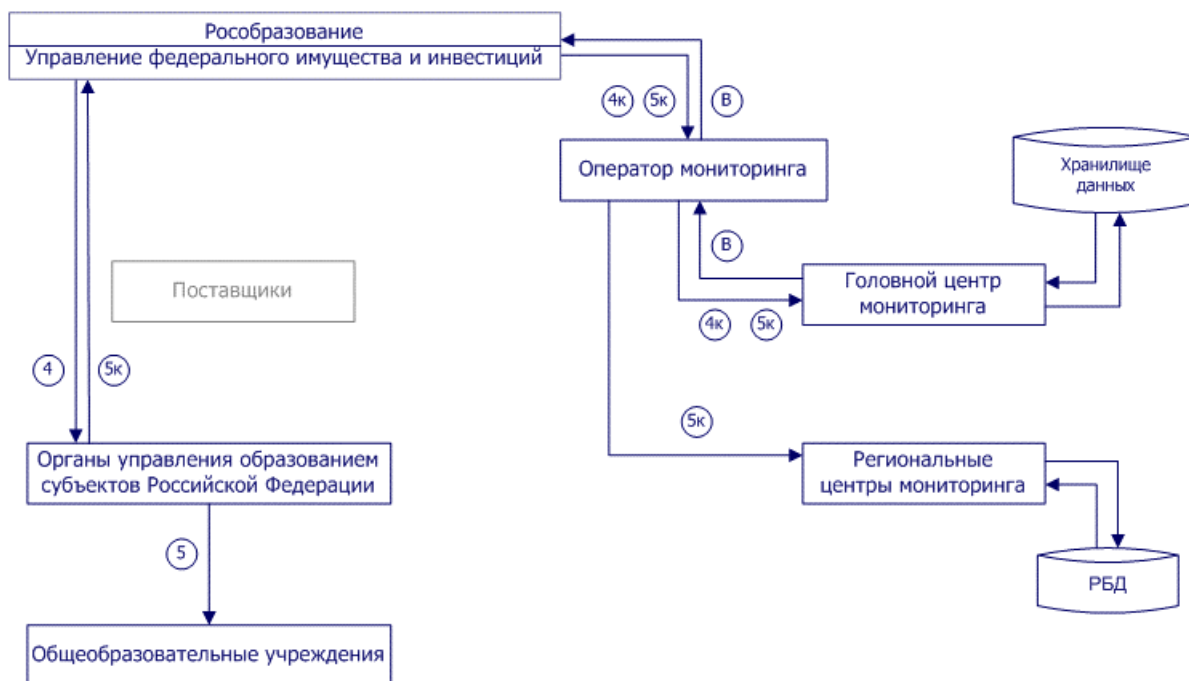 Рособразование
Управление федерального имущества и инвестиций
4к 5к В
Оператор мониторинга
Хранилище
данных
В
Поставщики
Головной центр
мониторинга
4к 5к
4 5к
5к
Органы управления образованием
субъектов Российской Федерации
Региональные
центры мониторинга
5
РБД
Общеобразовательные учреждения